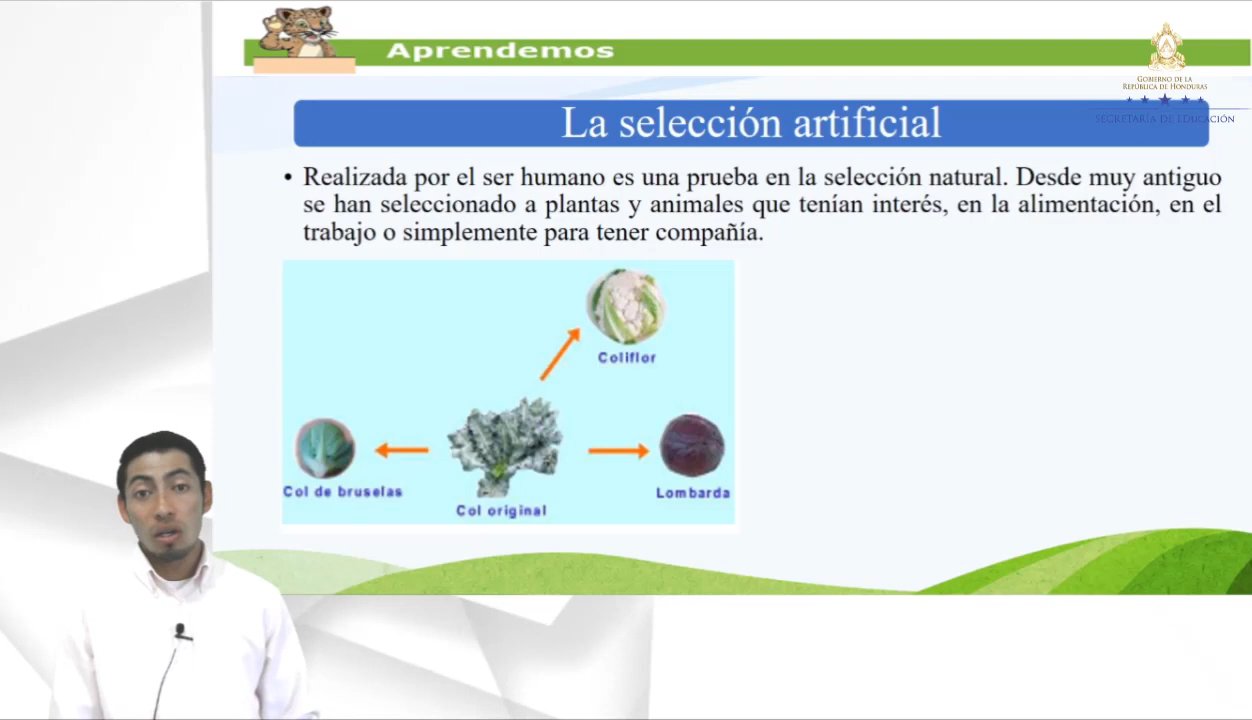 Aprendemos
GOBIERNO DE LA
REPÚBLICA DE HONDURAS
SECRETARÍA DE EDUCACIÓN
La selección artificial
• Realizada por el ser humano es una prueba en la selección natural. Desde muy antiguo
se han seleccionado a plantas y animales que tenían interés, en la alimentación, en el
trabajo o simplemente para tener compañía.
Coliflor
Col de bruselas
Lombarda
Col original